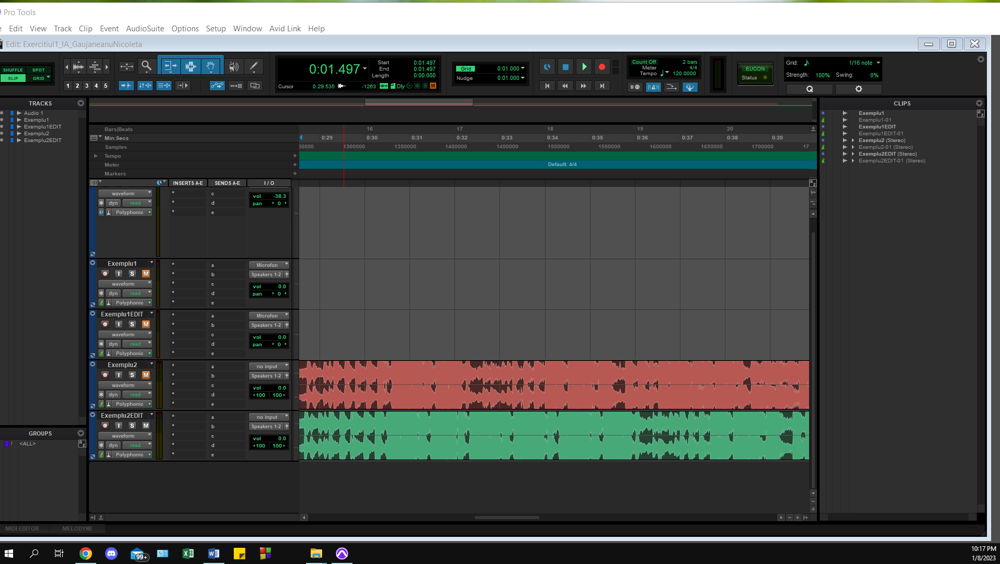 Pro Tools
Edit View Track Clip Event AudioSuite Options Setup Window Avid Link Help
Edit: Exercitiul1_IA_GaujaneanuNicoleta
SHUFFLE SPOT
SLIP GRID
1 2 3 4 5
0:01.497
Start 0:01.497
End 0:01.497
Length 0:00.000
Cursor 0:29.535 -1263 Dly S M
Grid 0:01.000
Nudge 0:01.000
Count Off 2 bars
Meter 4/4
Tempo 120.0000
EUCON
Status
Grid: 1/16 note
Strength: 100% Swing: 0%
Q
TRACKS
Audio 1
Exemplu1
Exemplu1EDIT
Exemplu2
Exemplu2EDIT
GROUPS
! <ALL>
a z
Bars|Beats 16 17 18 19 20
Min:Secs 0:29 0:30 0:31 0:32 0:33 0:34 0:35 0:36 0:37 0:38 0:39
Samples 50000 1300000 1350000 1400000 1450000 1500000 1550000 1600000 1650000 1700000 17
Tempo
Meter Default: 4/4
Markers
INSERTS A-E SENDS A-E I / O
waveform c vol -38.3
dyn read d pan 0
Polyphonic e
Exemplu1 a Microfon
I S M b Speakers 1-2
waveform c vol 0.0
dyn read d pan 0
Polyphonic e
Exemplu1EDIT a Microfon
I S M b Speakers 1-2
waveform c vol 0.0
dyn read d pan 0
Polyphonic e
Exemplu2 a no input
I S M b Speakers 1-2
waveform c vol 0.0
dyn read d 100 100
Polyphonic e
Exemplu2EDIT a no input
I S M b Speakers 1-2
waveform c vol 0.0
dyn read d 100 100
Polyphonic e
CLIPS
Exemplu1
Exemplu1-01
Exemplu1EDIT
Exemplu1EDIT-01
Exemplu2 (Stereo)
Exemplu2-01 (Stereo)
Exemplu2EDIT (Stereo)
Exemplu2EDIT-01 (Stereo)
a z
a z
MIDI EDITOR MELODYNE
99+
10:17 PM
1/8/2023